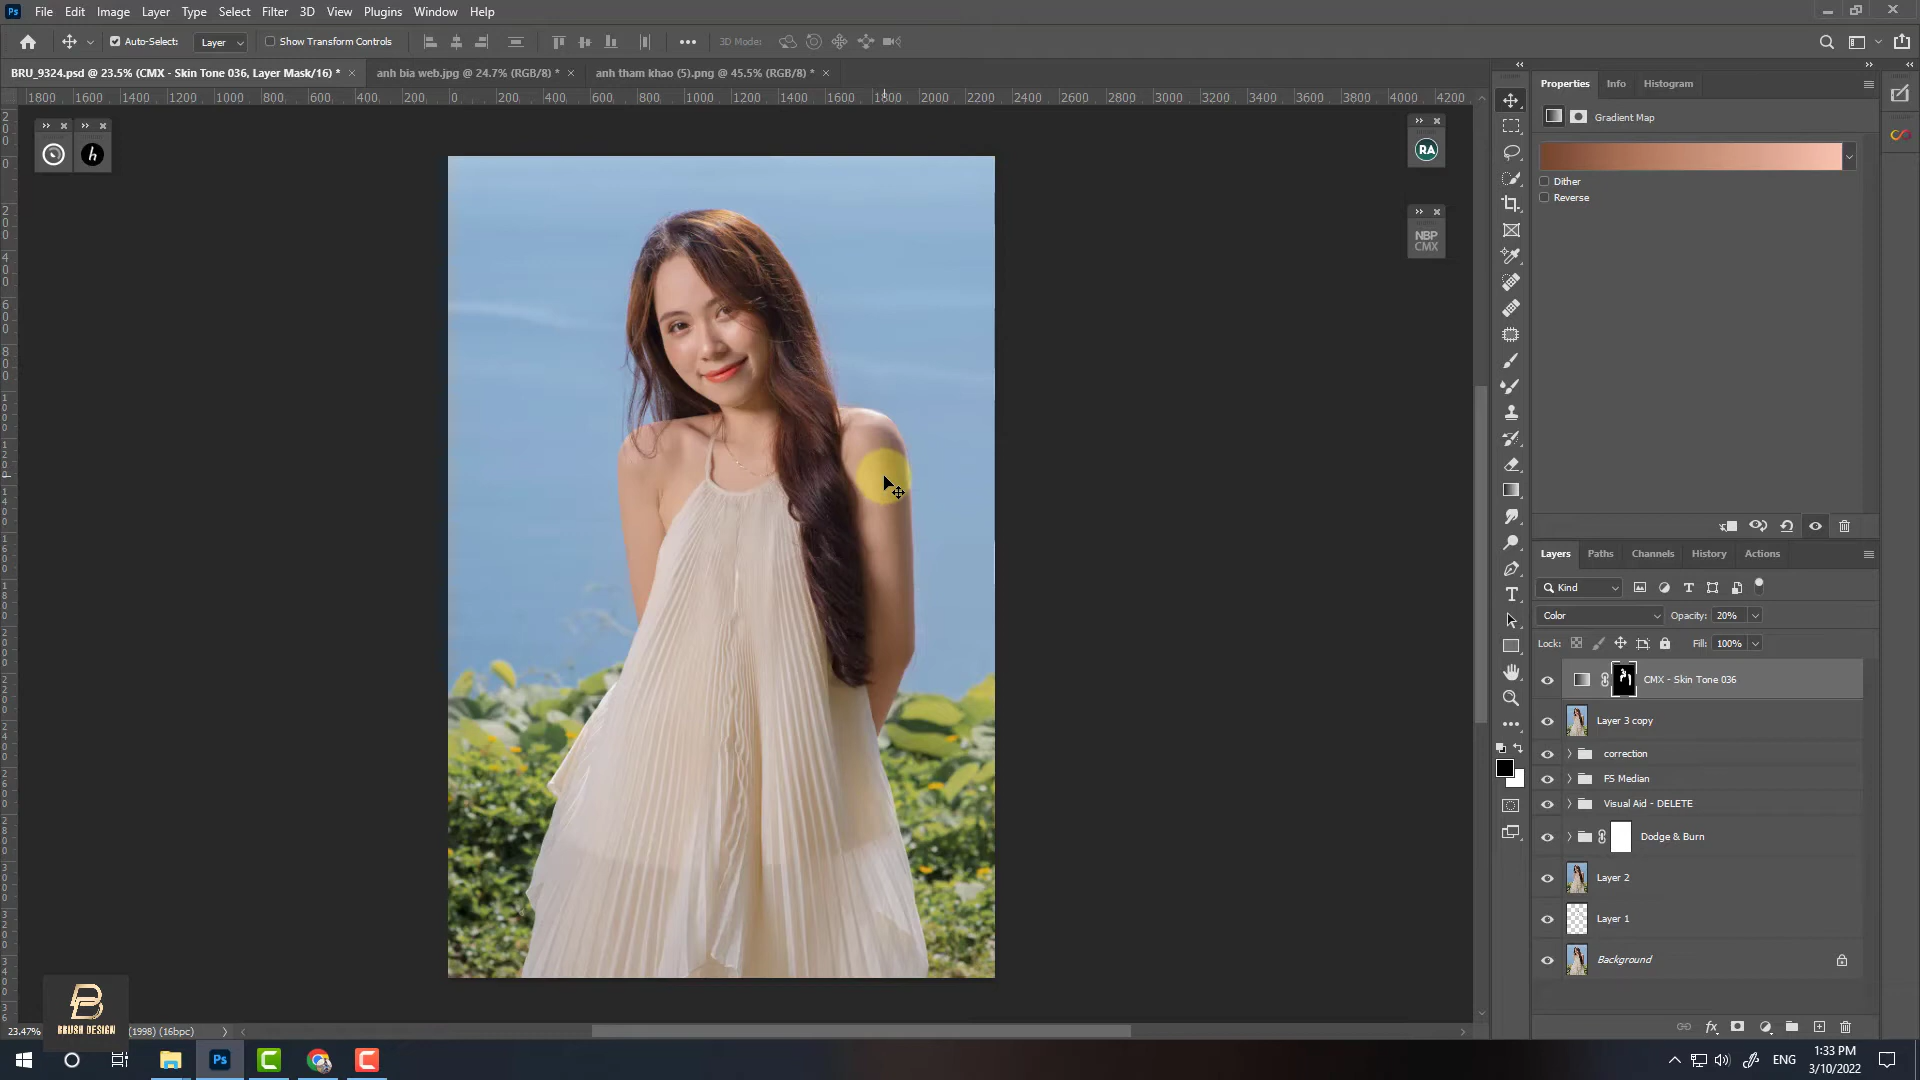 Ps File Edit Image Layer Type Select Filter 3D View Plugins Window Help
Auto-Select: Layer Show Transform Controls ••• 3D Mode:
BRU_9324.psd @ 23.5% (CMX - Skin Tone 036, Layer Mask/16) * × anh bia web.jpg @ 24.7% (RGB/8) * × anh tham khao (5).png @ 45.5% (RGB/8) * ×
1800 1600 1400 1200 1000 800 600 400 200 0 200 400 600 800 1000 1200 1400 1600 1800 2000 2200 2400 2600 2800 3000 3200 3400 3600 3800 4000 4200
h
RA
NBP
CMX
Properties Info Histogram
Gradient Map
Dither
Reverse
Layers Paths Channels History Actions
Kind
Color Opacity: 20%
Lock: Fill: 100%
CMX - Skin Tone 036
Layer 3 copy
correction
FS Median
Visual Aid - DELETE
Dodge & Burn
Layer 2
Layer 1
Background
fx
BRUSH DESIGN
23.47% (1998) (16bpc)
Ps
ENG
1:33 PM
3/10/2022